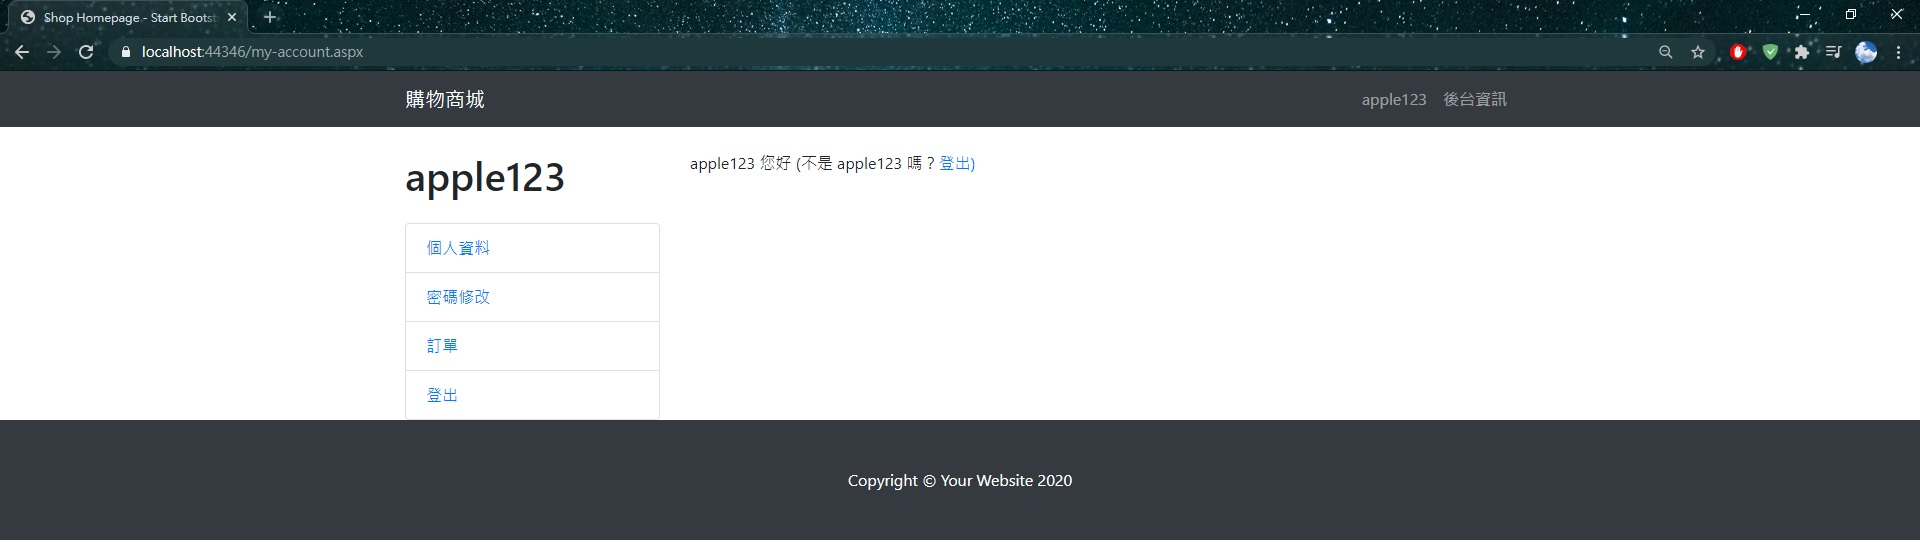 Shop Homepage - Start Bootst
localhost:44346/my-account.aspx
購物商城
apple123 後台資訊
apple123
apple123 您好 (不是 apple123 嗎？登出)
個人資料
密碼修改
訂單
登出
Copyright © Your Website 2020